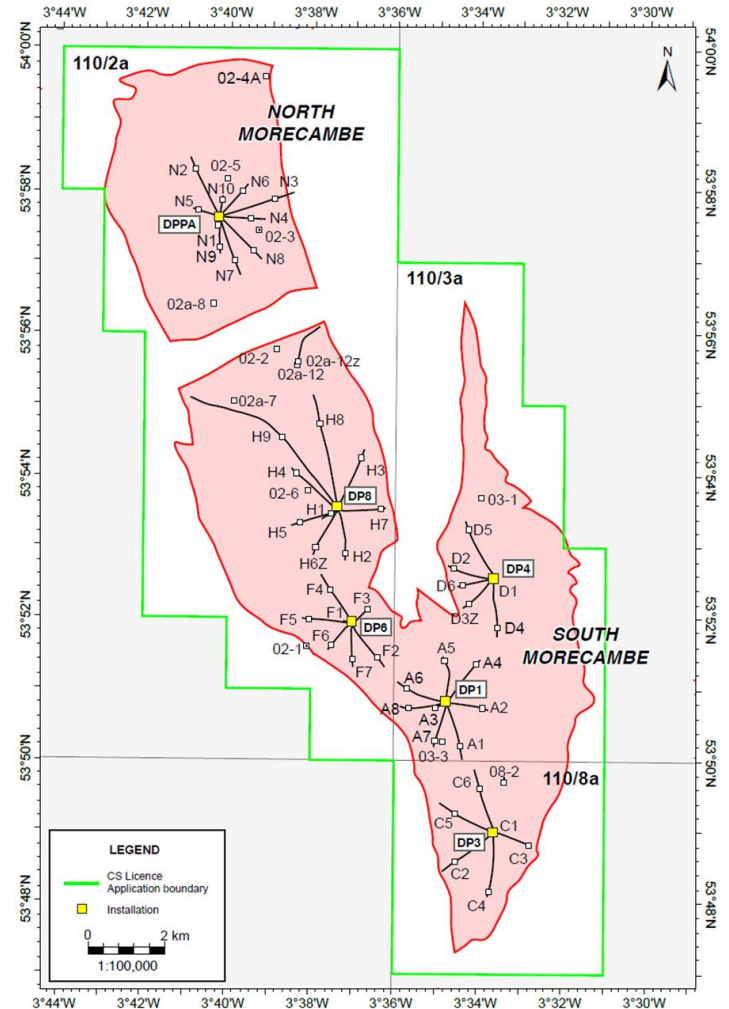 3°44'W 3°42'W 3°40'W 3°38'W 3°36'W 3°34'W 3°32'W 3°30'W
54°00'N
54°00'N
110/2a
02-4A
N
NORTH
MORECAMBE
N2
02-5
N10
N6
N3
53°58'N
53°58'N
N5
N4
DPPA
02-3
N1
N9
N8
N7
110/3a
02a-8
53°56'N
53°56'N
02-2
02a-12z
02a-12
02a-7
H8
H9
53°54'N
53°54'N
H4
H3
02-6
DP8
03-1
H1
H7
H5
D5
H2
H6Z
D2
DP4
F4
D6
D1
F3
D3Z
53°52'N
53°52'N
F5
F1
DP6
D4
SOUTH
MORECAMBE
F6
02-1
F2
F7
A5
A4
A6
DP1
A8
A3
A2
A7
03-3
A1
53°50'N
53°50'N
C6
08-2
110/8a
C5
C1
DP3
C3
C2
C4
53°48'N
53°48'N
LEGEND
CS Licence
Application boundary
Installation
0 2 km
1:100,000
3°44'W 3°42'W 3°40'W 3°38'W 3°36'W 3°34'W 3°32'W 3°30'W